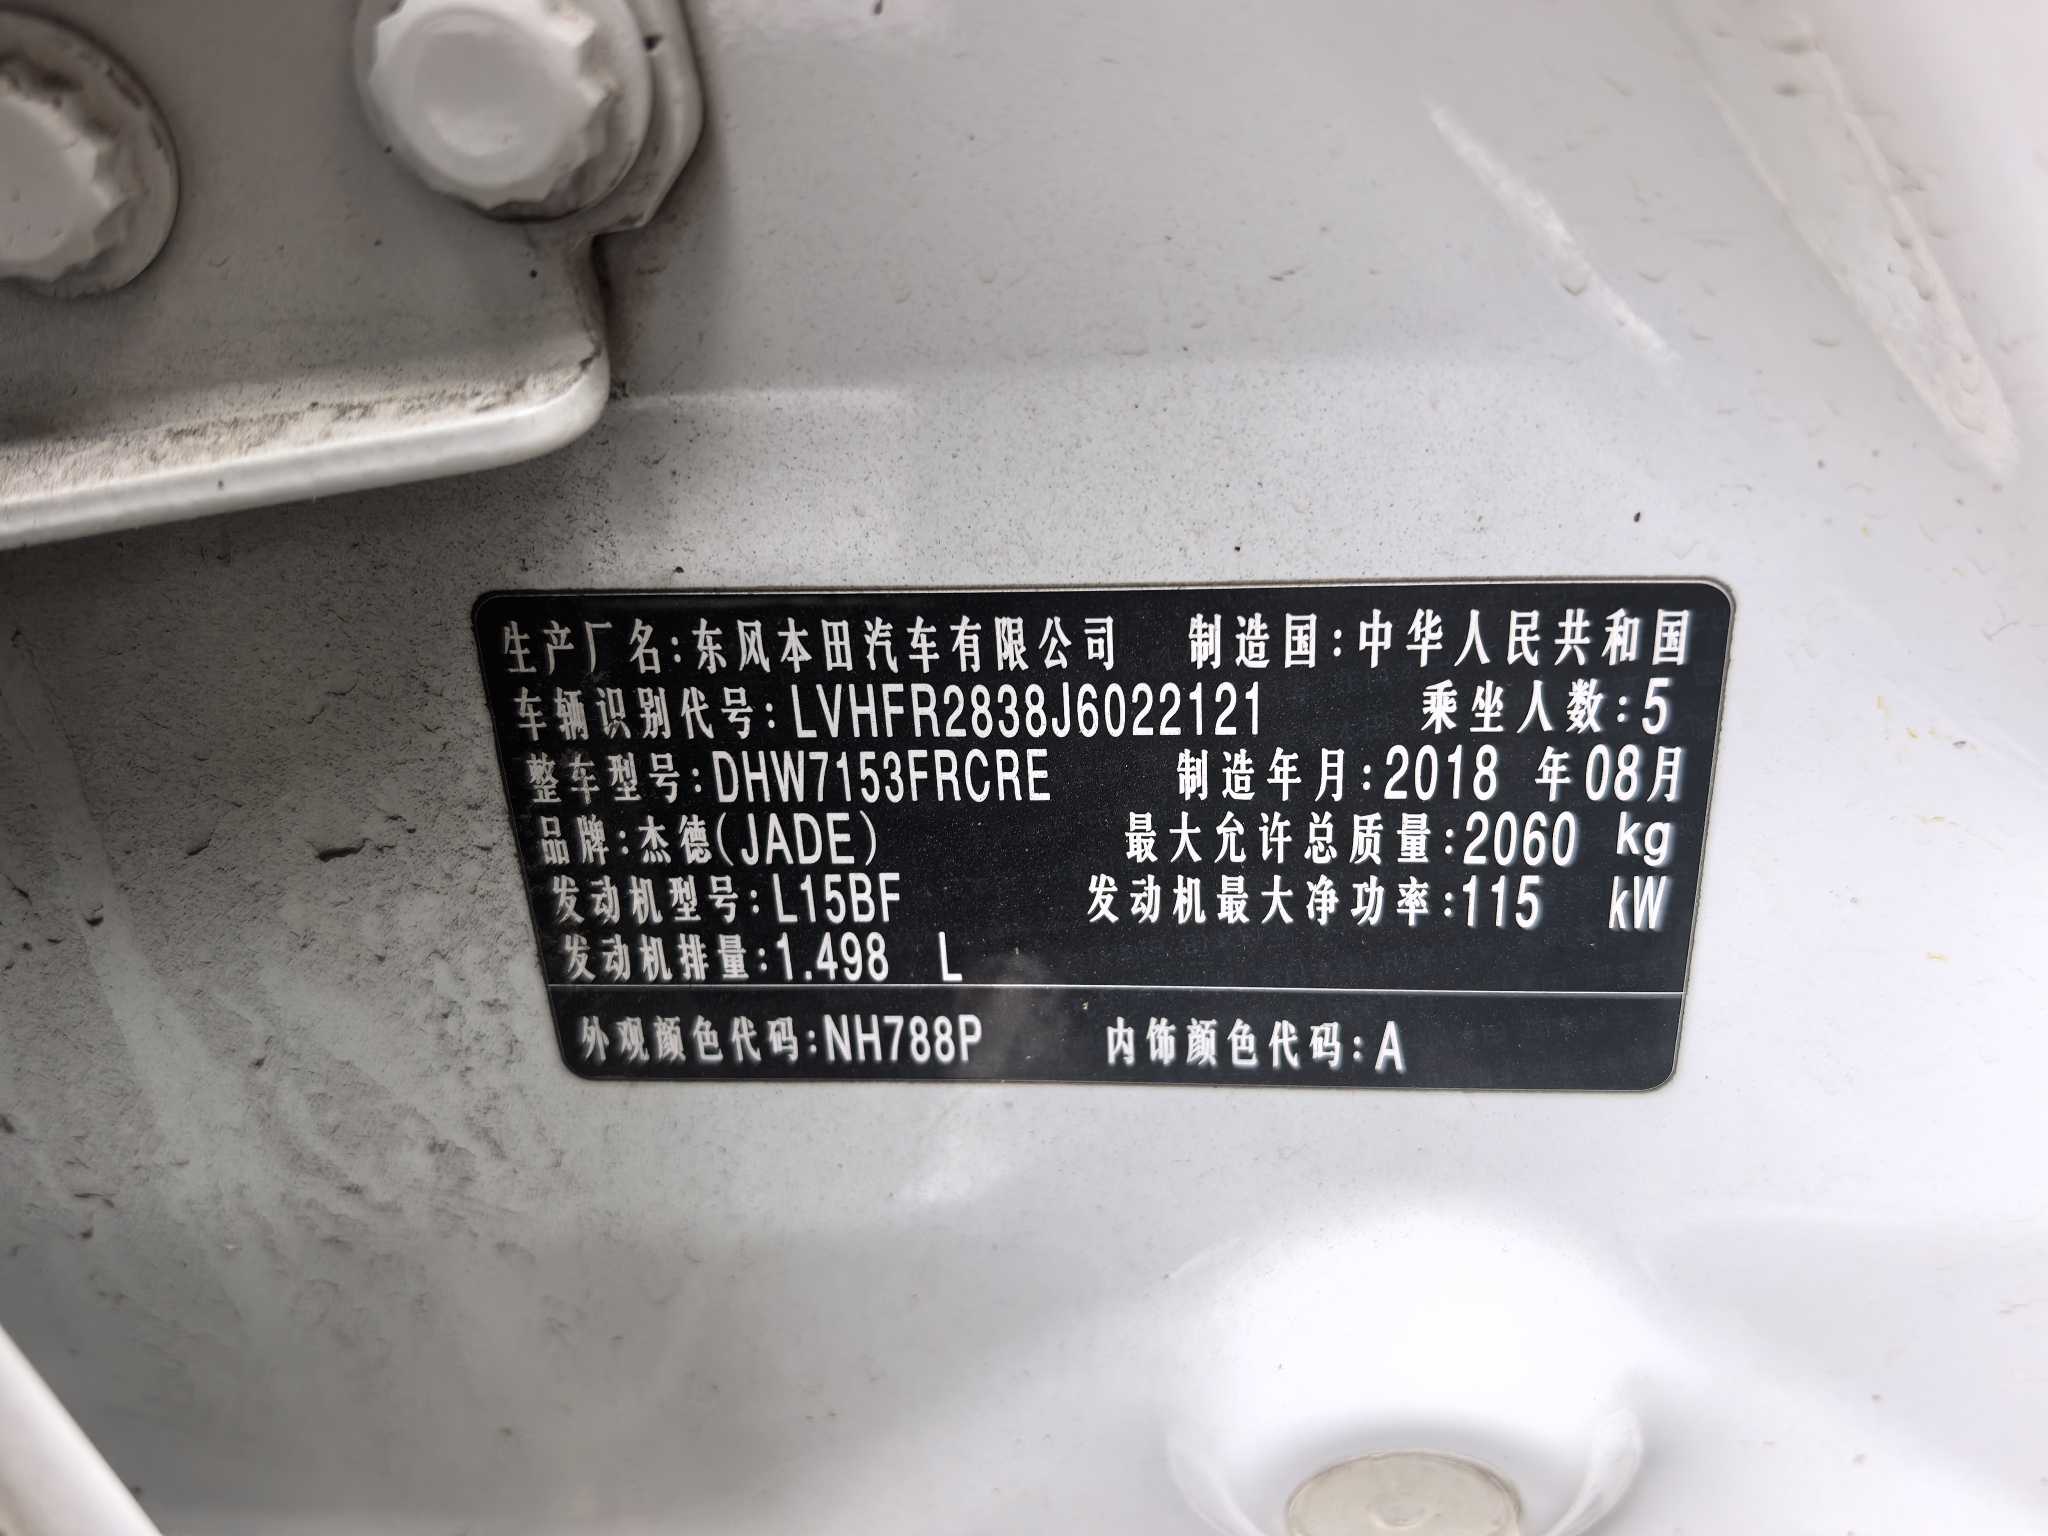 生产厂名:东风本田汽车有限公司 制造国:中华人民共和国
车辆识别代号:LVHFR2838J6022121 乘坐人数:5
整车型号:DHW7153FRCRE 制造年月:2018 年08月
品牌:杰德(JADE) 最大允许总质量:2060 kg
发动机型号:L15BF 发动机最大净功率:115 kW
发动机排量:1.498 L
外观颜色代码:NH788P 内饰颜色代码:A